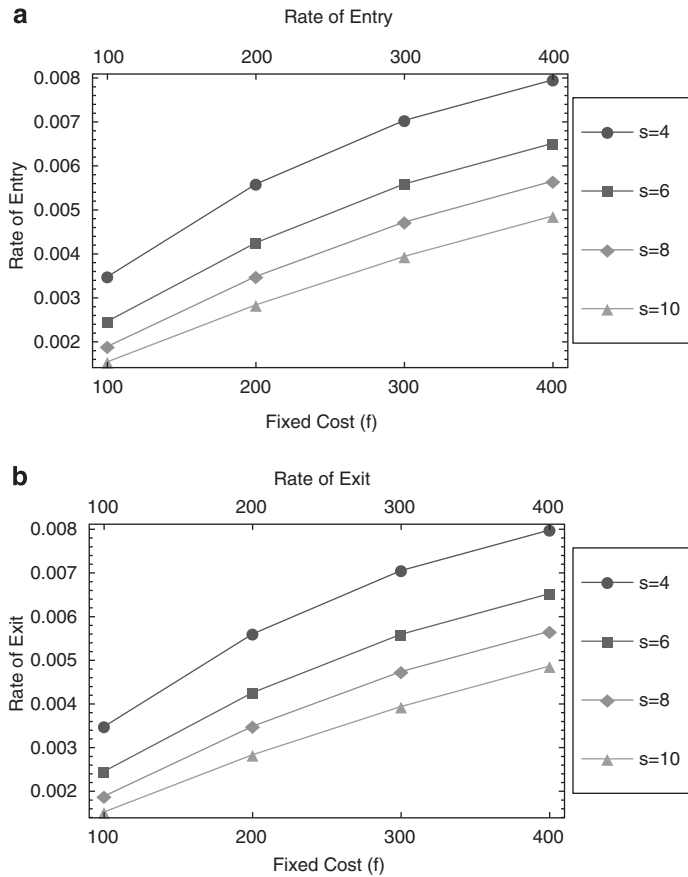 a
Rate of Entry
100 200 300 400
0.008
0.007
0.006
0.005
0.004
0.003
0.002
Rate of Entry
100 200 300 400
Fixed Cost (f)
s=4
s=6
s=8
s=10
b
Rate of Exit
100 200 300 400
0.008
0.007
0.006
0.005
0.004
0.003
0.002
Rate of Exit
100 200 300 400
Fixed Cost (f)
s=4
s=6
s=8
s=10